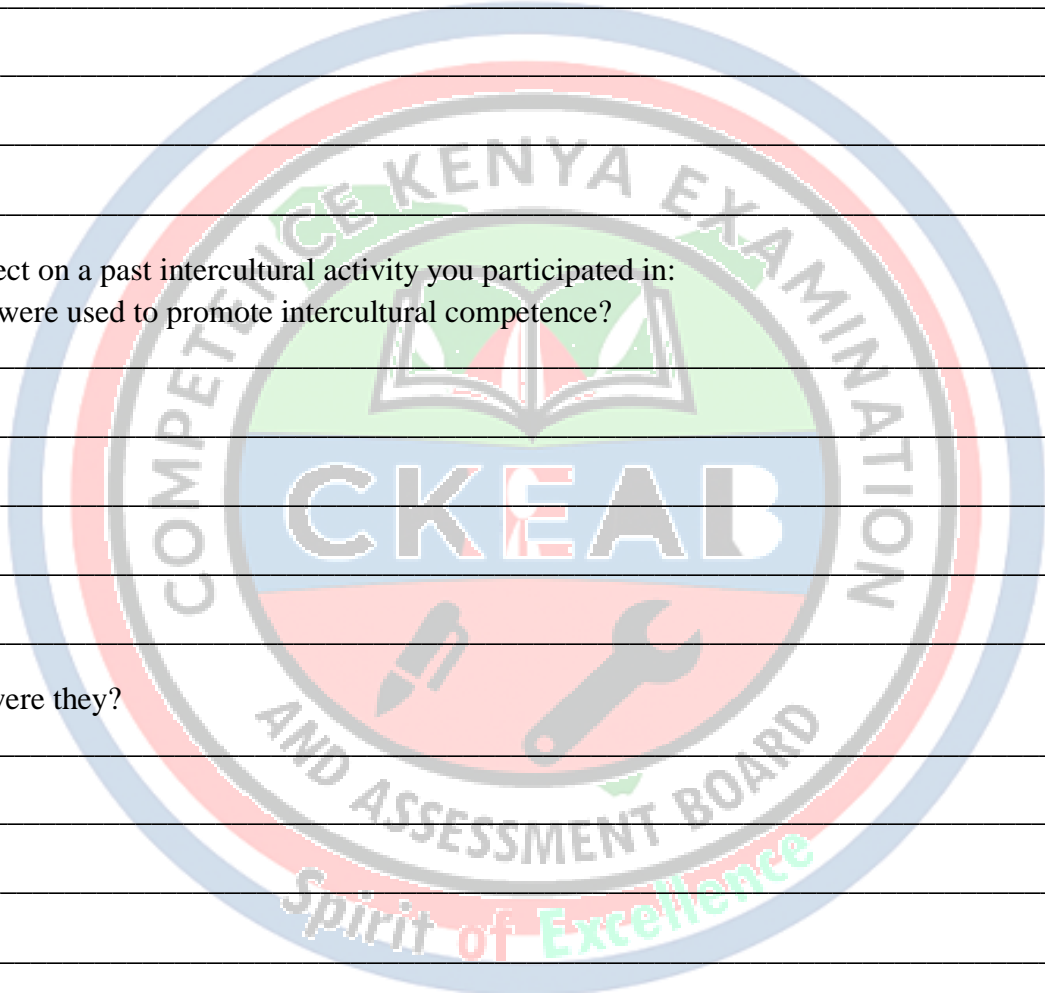 COMPETENCE KENYA EXAMINATION
ect on a past intercultural activity you participated in:
were used to promote intercultural competence?
CKEAB
were they?
AND ASSESSMENT BOARD
Spirit of Excellence